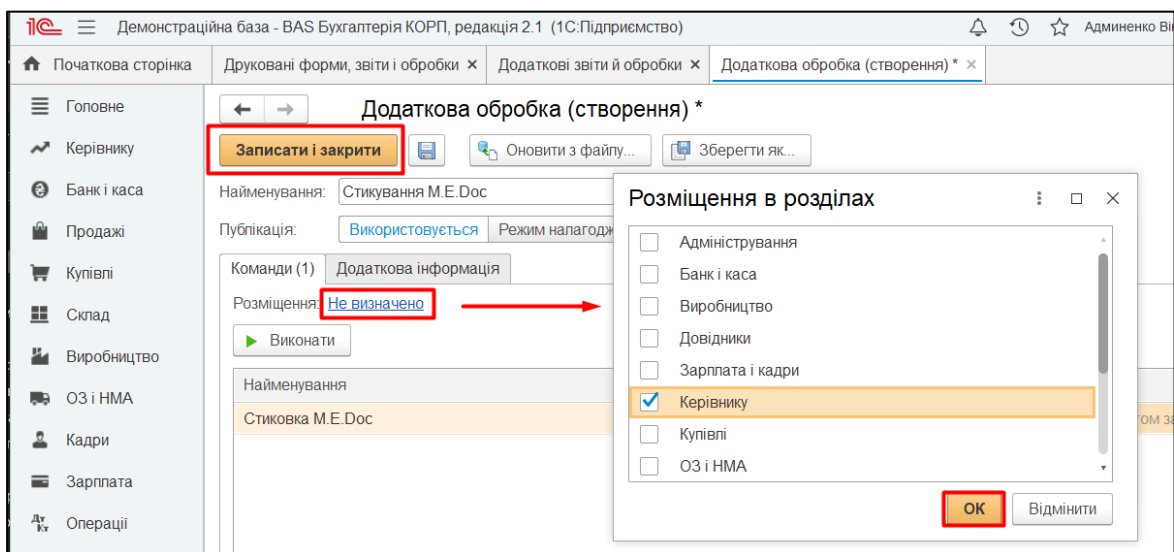 Демонстраційна база - BAS Бухгалтерія КОРП, редакція 2.1 (1С:Підприємство)
Адміненко Ві
Початкова сторінка
Друковані форми, звіти і обробки ×
Додаткові звіти й обробки ×
Додаткова обробка (створення) * ×
Головне
Керівнику
Банк і каса
Продажі
Купівлі
Склад
Виробництво
ОЗ і НМА
Кадри
Зарплата
Дт Кт Операції
Додаткова обробка (створення) *
Записати і закрити
Оновити з файлу...
Зберегти як...
Найменування: Стикування M.E.Doc
Публікація: Використовується Режим налагодж
Команди (1) Додаткова інформація
Розміщення: Не визначено
Виконати
Найменування
Стиковка M.E.Doc
ом за
Розміщення в розділах
Адміністрування
Банк і каса
Виробництво
Довідники
Зарплата і кадри
Керівнику
Купівлі
ОЗ і НМА
ОК
Відмінити